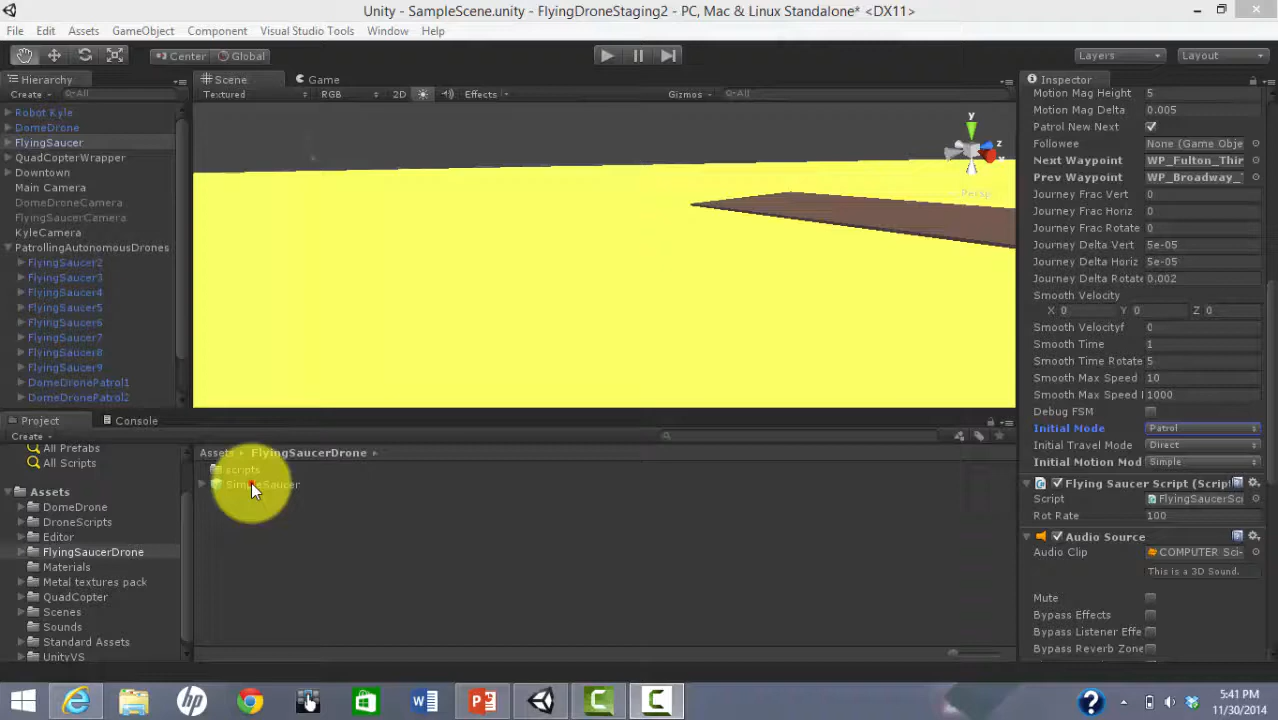 Unity - SampleScene.unity - FlyingDroneStaging2 - PC, Mac & Linux Standalone* <DX11>
File Edit Assets GameObject Component Visual Studio Tools Window Help
Center Global Layers Layout
Hierarchy
Create All
Robot Kyle
DomeDrone
FlyingSaucer
QuadCopterWrapper
Downtown
Main Camera
DomeDroneCamera
FlyingSaucerCamera
KyleCamera
PatrollingAutonomousDrones
FlyingSaucer2
FlyingSaucer3
FlyingSaucer4
FlyingSaucer5
FlyingSaucer6
FlyingSaucer7
FlyingSaucer8
FlyingSaucer9
DomeDronePatrol1
DomeDronePatrol2
Scene Game
Textured RGB 2D Effects Gizmos All
y
z
x
Persp
Inspector
Motion Mag Height 5
Motion Mag Delta 0.005
Patrol New Next
Followee None (Game Obje
Next Waypoint WP_Fulton_Thir
Prev Waypoint WP_Broadway_
Journey Frac Vert 0
Journey Frac Horiz 0
Journey Frac Rotate 0
Journey Delta Vert 5e-05
Journey Delta Horiz 5e-05
Journey Delta Rotate 0.002
Smooth Velocity
X 0 Y 0 Z 0
Smooth Velocityf 0
Smooth Time 1
Smooth Time Rotate 5
Smooth Max Speed 10
Smooth Max Speed 1000
Debug FSM
Initial Mode Patrol
Initial Travel Mode Direct
Initial Motion Mod Simple
Flying Saucer Script (Script
Script FlyingSaucerScr
Rot Rate 100
Audio Source
Audio Clip COMPUTER Sci-
This is a 3D Sound.
Mute
Bypass Effects
Bypass Listener Effe
Bypass Reverb Zone
Project Console
Create
All Prefabs
All Scripts
Assets
DomeDrone
DroneScripts
Editor
FlyingSaucerDrone
Materials
Metal textures pack
QuadCopter
Scenes
Sounds
Standard Assets
UnityVS
Assets FlyingSaucerDrone
scripts
SimpleSaucer
5:41 PM
11/30/2014